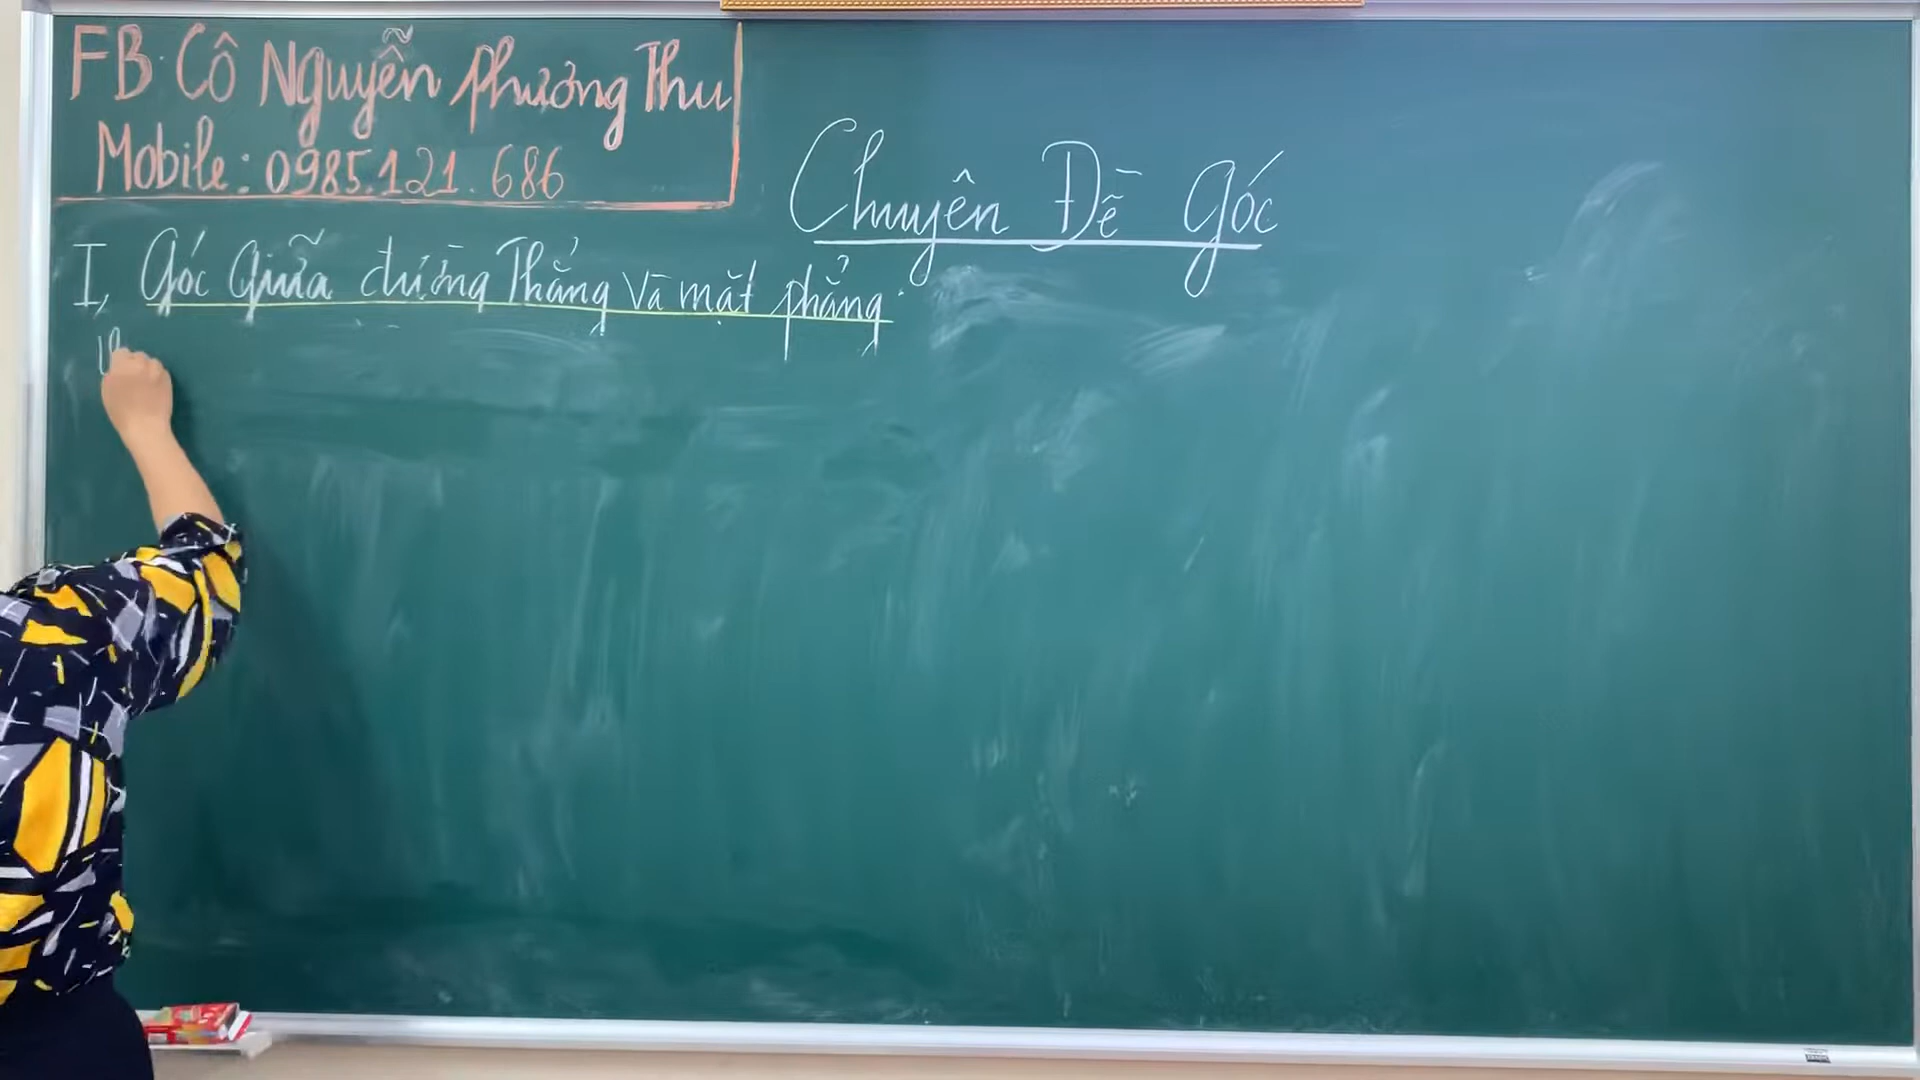 FB: Cô Nguyễn Phương Thu
Mobile: 0985.121.686
Chuyên Đề Góc
I, Góc Giữa đường Thẳng và mặt phẳng.